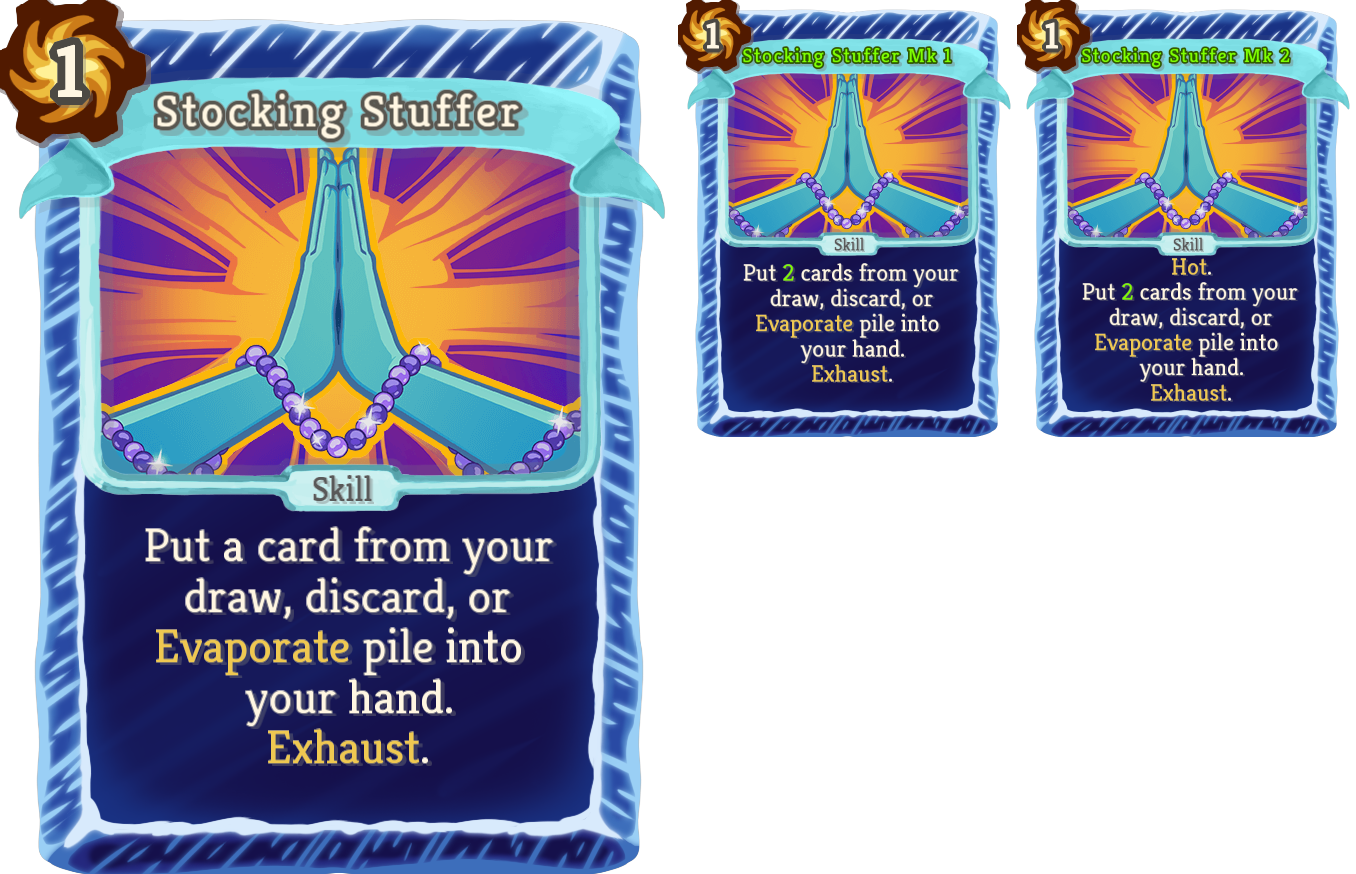 1
Stocking Stuffer
Skill
Put a card from your
draw, discard, or
Evaporate pile into
your hand.
Exhaust.
1
Stocking Stuffer Mk 1
Skill
Put 2 cards from your
draw, discard, or
Evaporate pile into
your hand.
Exhaust.
1
Stocking Stuffer Mk 2
Skill
Hot.
Put 2 cards from your
draw, discard, or
Evaporate pile into
your hand.
Exhaust.